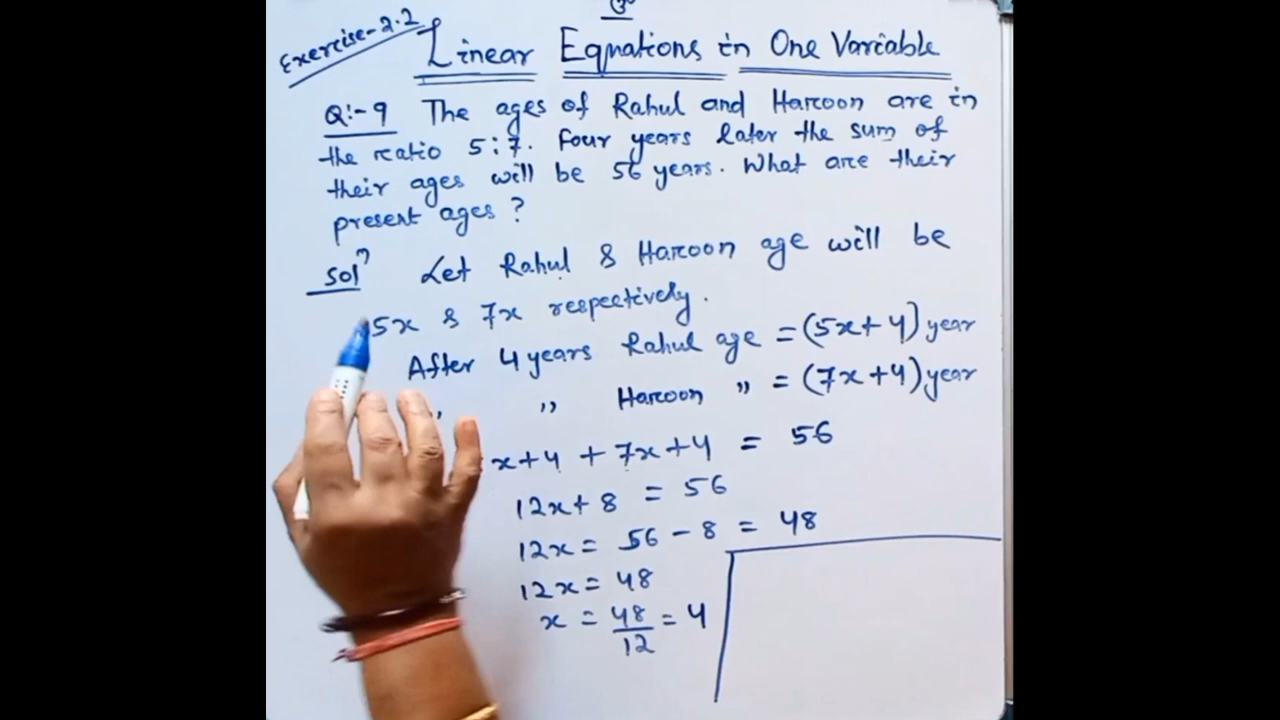 ③
Exercise-2.2
Linear Equations in One Variable
Q:-9 The ages of Rahul and Haroon are in
the ratio 5:7. Four years later the sum of
their ages will be 56 years. What are their
present ages?
Solⁿ Let Rahul & Haroon age will be
5x & 7x respectively.
After 4 years Rahul age = (5x+4) year
" " Haroon " = (7x+4) year
x+4 + 7x+4 = 56
12x+8 = 56
12x = 56 - 8 = 48
12x = 48
x = 48/12 = 4